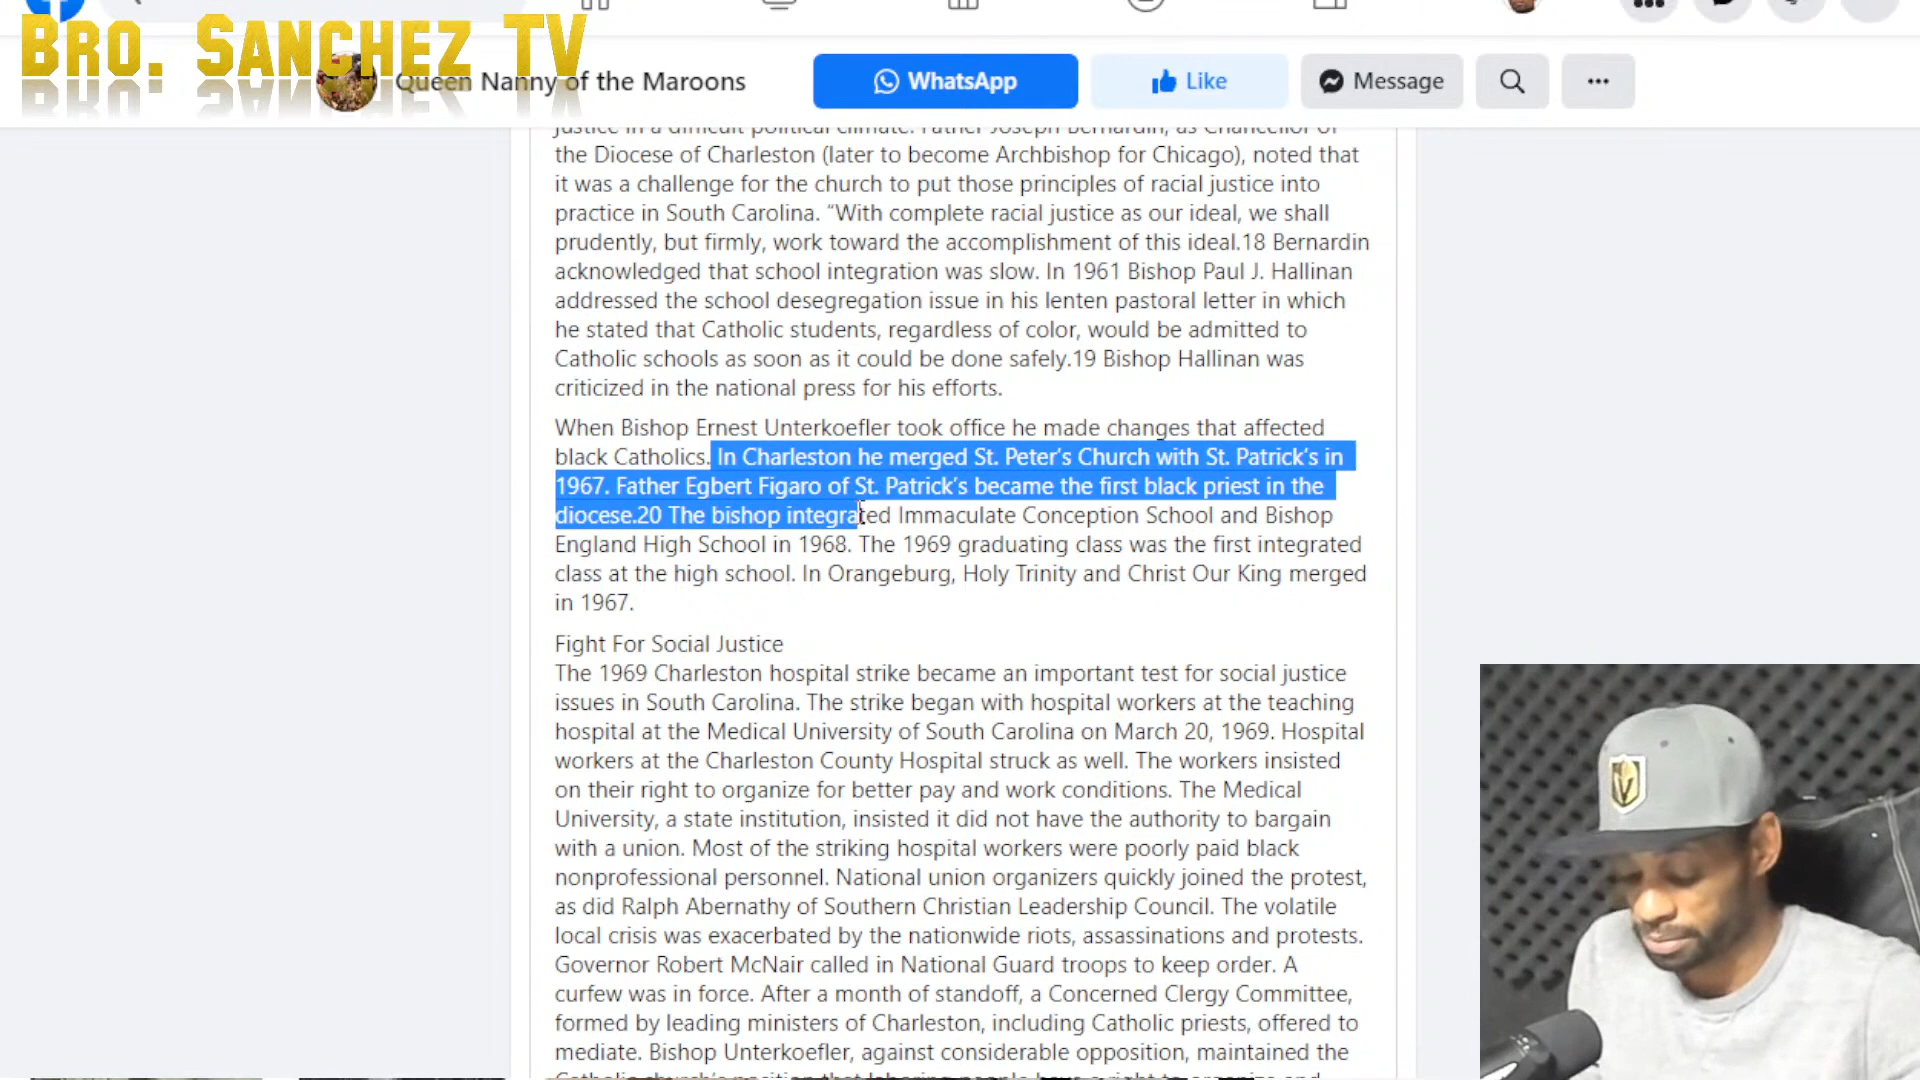 BRO. SANCHEZ TV
Queen Nanny of the Maroons
WhatsApp
Like
Message
justice in a difficult political climate. Father Joseph Bernardin, as Chancellor of
the Diocese of Charleston (later to become Archbishop for Chicago), noted that
it was a challenge for the church to put those principles of racial justice into
practice in South Carolina. “With complete racial justice as our ideal, we shall
prudently, but firmly, work toward the accomplishment of this ideal.18 Bernardin
acknowledged that school integration was slow. In 1961 Bishop Paul J. Hallinan
addressed the school desegregation issue in his lenten pastoral letter in which
he stated that Catholic students, regardless of color, would be admitted to
Catholic schools as soon as it could be done safely.19 Bishop Hallinan was
criticized in the national press for his efforts.
When Bishop Ernest Unterkoefler took office he made changes that affected
black Catholics. In Charleston he merged St. Peter’s Church with St. Patrick’s in
1967. Father Egbert Figaro of St. Patrick’s became the first black priest in the
diocese.20 The bishop integrated Immaculate Conception School and Bishop
England High School in 1968. The 1969 graduating class was the first integrated
class at the high school. In Orangeburg, Holy Trinity and Christ Our King merged
in 1967.
Fight For Social Justice
The 1969 Charleston hospital strike became an important test for social justice
issues in South Carolina. The strike began with hospital workers at the teaching
hospital at the Medical University of South Carolina on March 20, 1969. Hospital
workers at the Charleston County Hospital struck as well. The workers insisted
on their right to organize for better pay and work conditions. The Medical
University, a state institution, insisted it did not have the authority to bargain
with a union. Most of the striking hospital workers were poorly paid black
nonprofessional personnel. National union organizers quickly joined the protest,
as did Ralph Abernathy of Southern Christian Leadership Council. The volatile
local crisis was exacerbated by the nationwide riots, assassinations and protests.
Governor Robert McNair called in National Guard troops to keep order. A
curfew was in force. After a month of standoff, a Concerned Clergy Committee,
formed by leading ministers of Charleston, including Catholic priests, offered to
mediate. Bishop Unterkoefler, against considerable opposition, maintained the